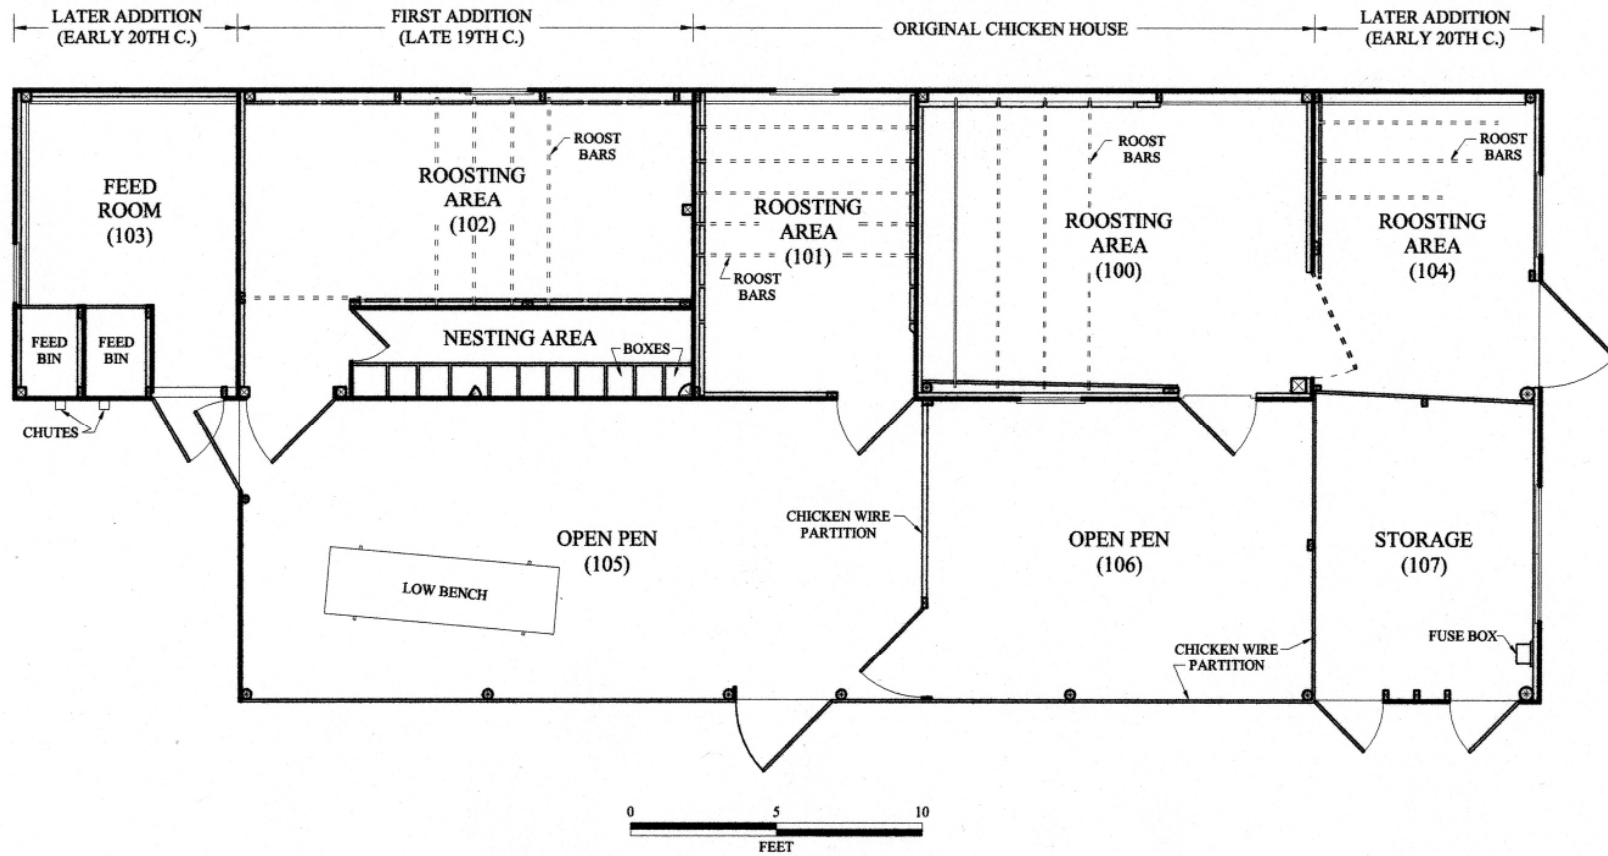 LATER ADDITION
(EARLY 20TH C.)
FIRST ADDITION
(LATE 19TH C.)
ORIGINAL CHICKEN HOUSE
LATER ADDITION
(EARLY 20TH C.)
FEED
ROOM
(103)
ROOSTING
AREA
(102)
ROOST
BARS
ROOSTING
AREA
(101)
ROOST
BARS
ROOSTING
AREA
(100)
ROOST
BARS
ROOSTING
AREA
(104)
ROOST
BARS
FEED
BIN
FEED
BIN
NESTING AREA
BOXES
CHUTES
OPEN PEN
(105)
LOW BENCH
CHICKEN WIRE
PARTITION
OPEN PEN
(106)
CHICKEN WIRE
PARTITION
STORAGE
(107)
FUSE BOX
0 5 10
FEET